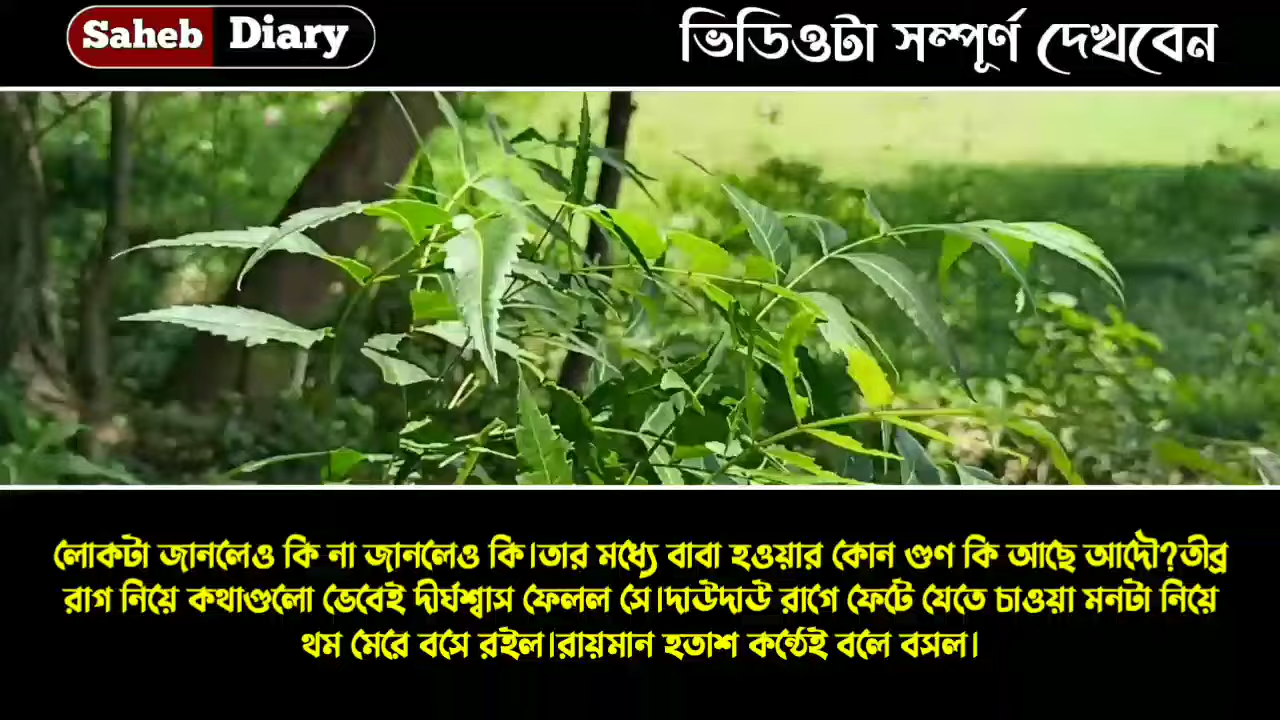 Saheb Diary
ভিডিওটা সম্পূর্ণ দেখবেন
লোকটা জানলেও কি না জানলেও কি।তার মধ্যে বাবা হওয়ার কোন গুণ কি আছে আদৌ?তীব্র
রাগ নিয়ে কথাগুলো ভেবেই দীর্ঘশ্বাস ফেলল সে।দাউদাউ রাগে ফেটে যেতে চাওয়া মনটা নিয়ে
থম মেরে বসে রইল।রায়মান হতাশ কন্ঠেই বলে বসল।